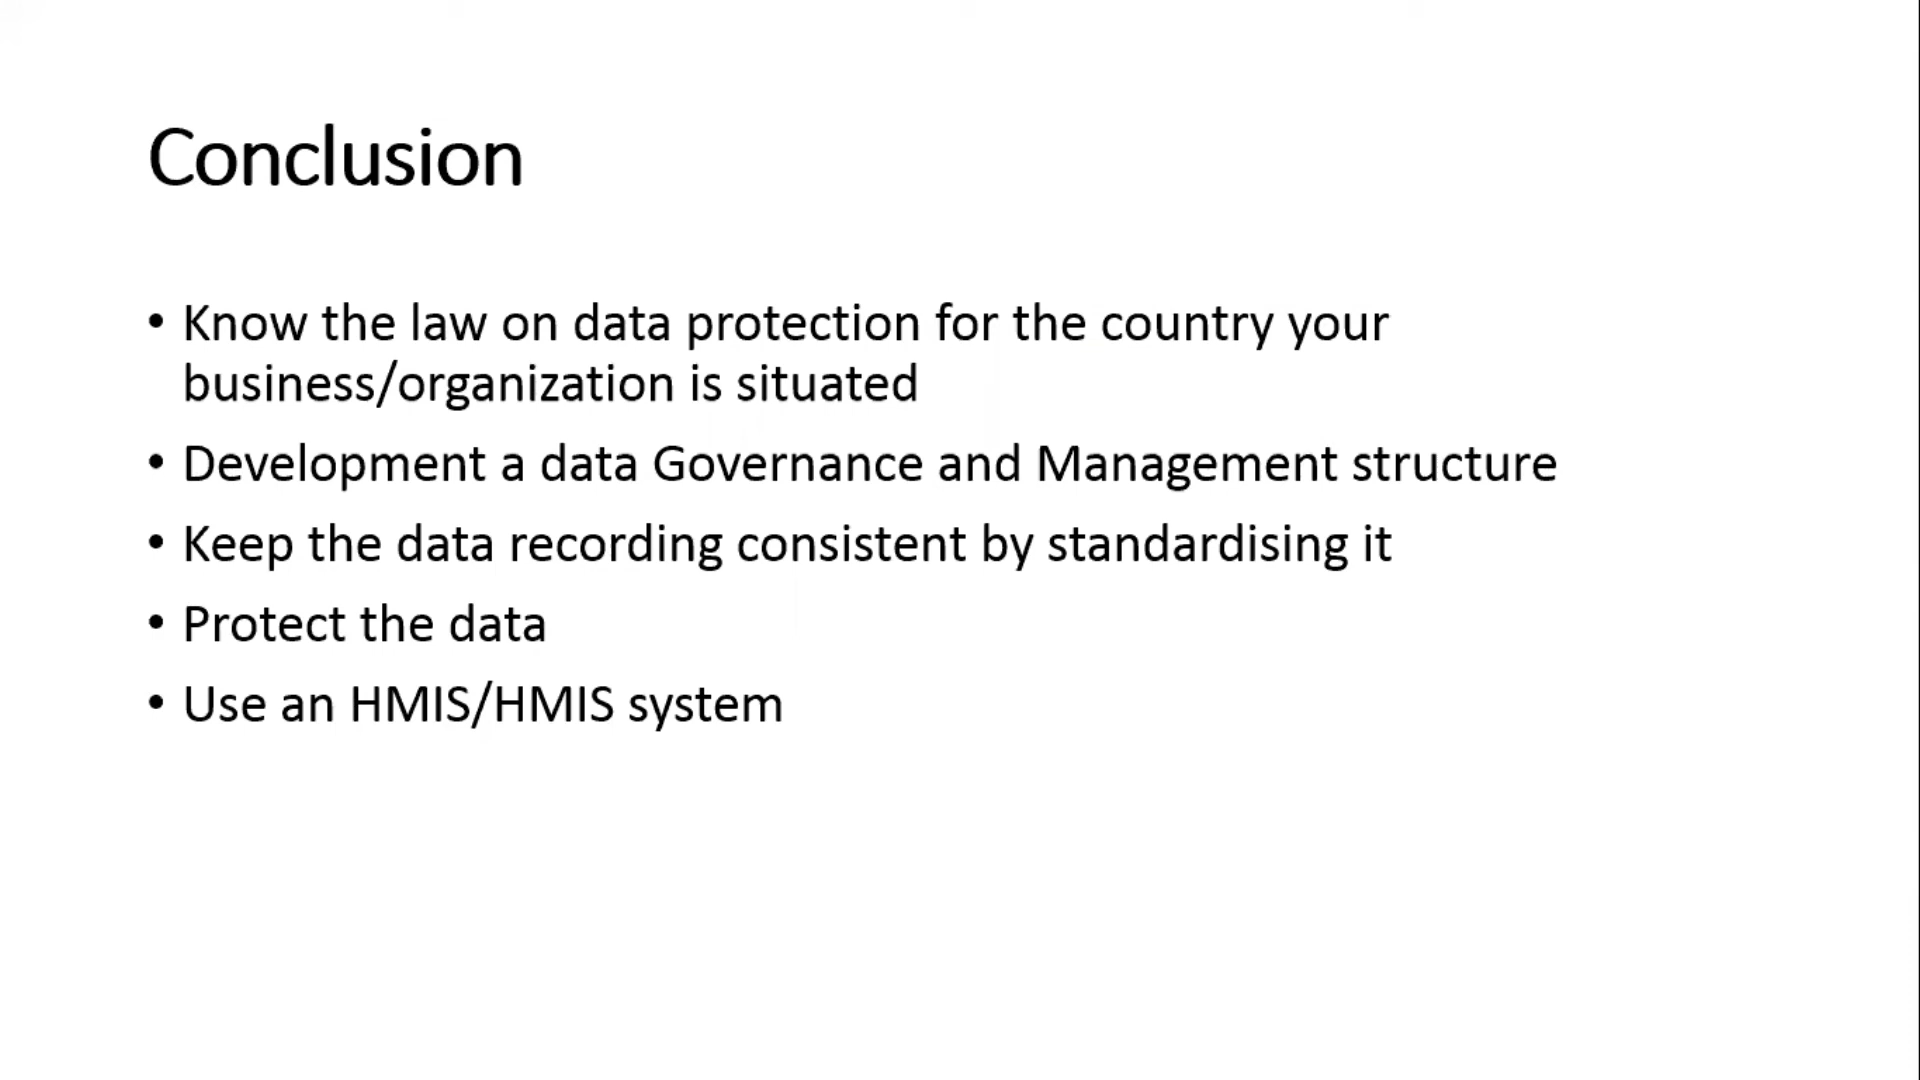 Conclusion
• Know the law on data protection for the country your
business/organization is situated
• Development a data Governance and Management structure
• Keep the data recording consistent by standardising it
• Protect the data
• Use an HMIS/HMIS system